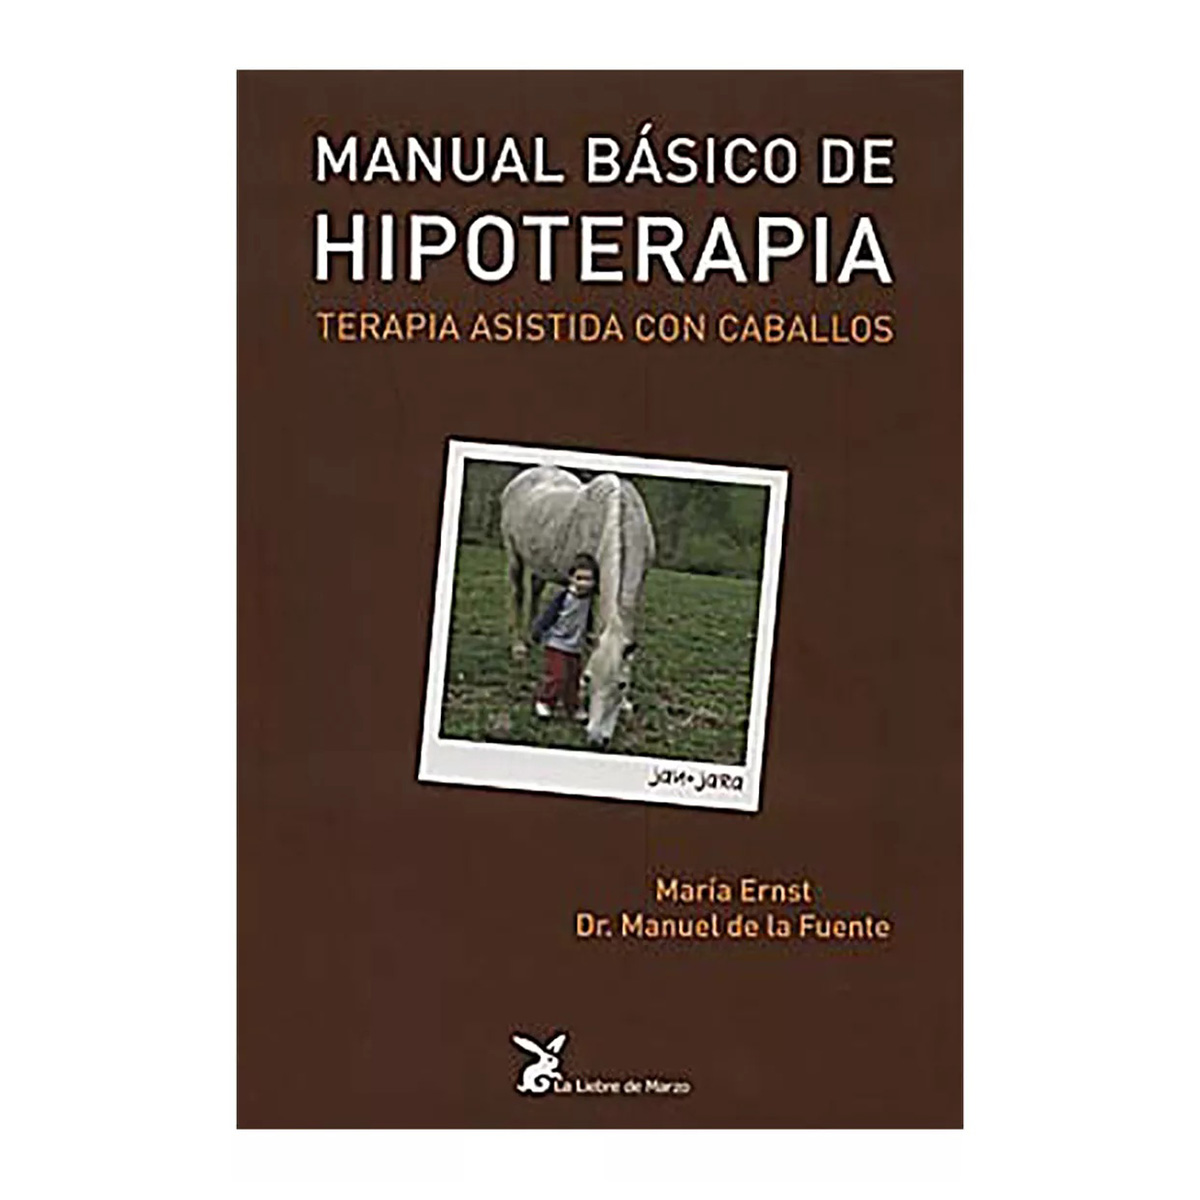 MANUAL BÁSICO DE
HIPOTERAPIA
TERAPIA ASISTIDA CON CABALLOS
jan•jara
María Ernst
Dr. Manuel de la Fuente
La Liebre de Marzo